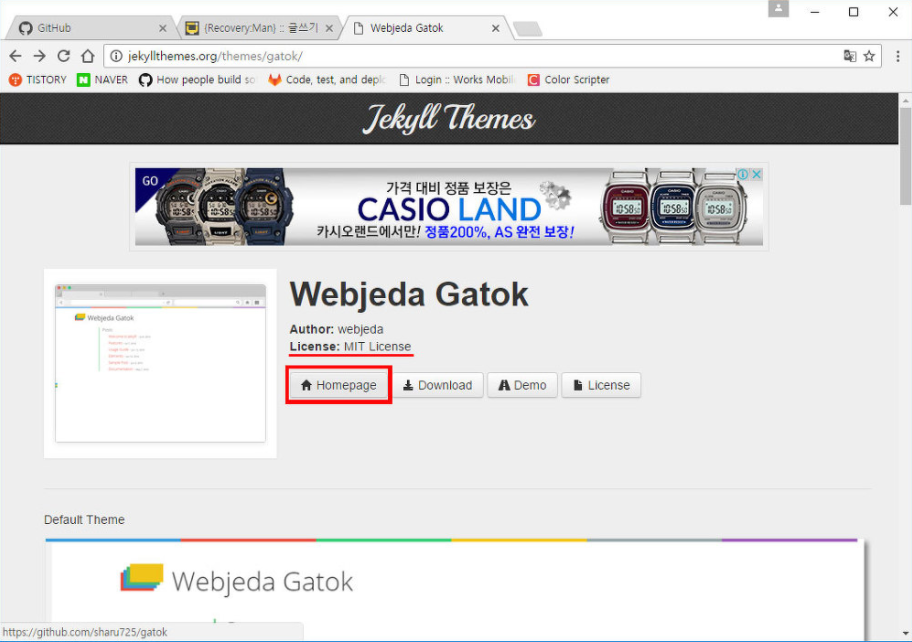 GitHub
{Recovery:Man} :: 글쓰기
Webjeda Gatok
jekyllthemes.org/themes/gatok/
TISTORY
NAVER
How people build so
Code, test, and deplo
Login :: Works Mobil
Color Scripter
Jekyll Themes
GO
가격 대비 정품 보장은
CASIO LAND
카시오랜드에서만! 정품200%, AS 완전 보장!
Webjeda Gatok
Author: webjeda
License: MIT License
Homepage
Download
Demo
License
Webjeda Gatok
Default Theme
Webjeda Gatok
https://github.com/sharu725/gatok